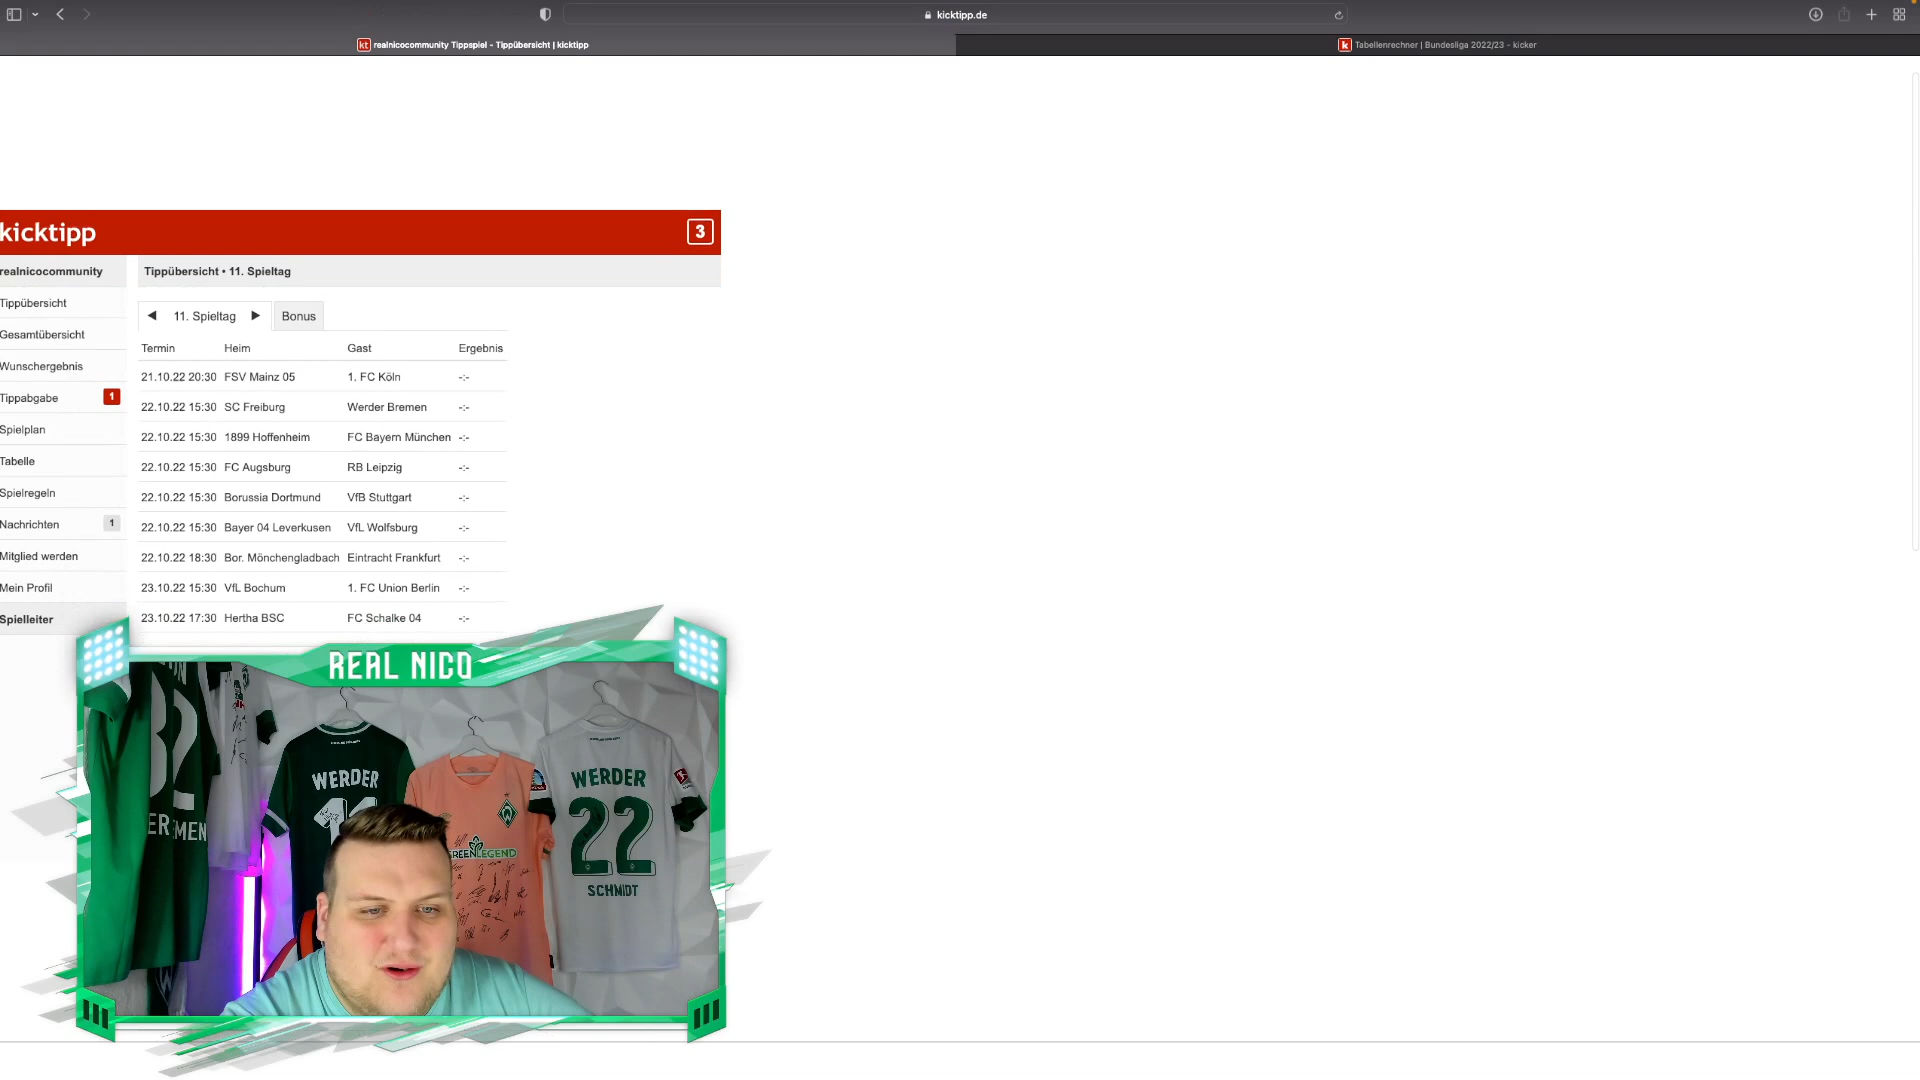 kicktipp.de
kt realnicocommunity Tippspiel - Tippübersicht | kicktipp
k Tabellenrechner | Bundesliga 2022/23 - kicker
kicktipp
3
realnicocommunity
Tippübersicht • 11. Spieltag
Tippübersicht
Gesamtübersicht
Wunschergebnis
Tippabgabe 1
Spielplan
Tabelle
Spielregeln
Nachrichten 1
Mitglied werden
Mein Profil
Spielleiter
◀ 11. Spieltag ▶ Bonus
Termin Heim Gast Ergebnis
21.10.22 20:30 FSV Mainz 05 1. FC Köln -:-
22.10.22 15:30 SC Freiburg Werder Bremen -:-
22.10.22 15:30 1899 Hoffenheim FC Bayern München -:-
22.10.22 15:30 FC Augsburg RB Leipzig -:-
22.10.22 15:30 Borussia Dortmund VfB Stuttgart -:-
22.10.22 15:30 Bayer 04 Leverkusen VfL Wolfsburg -:-
22.10.22 18:30 Bor. Mönchengladbach Eintracht Frankfurt -:-
23.10.22 15:30 VfL Bochum 1. FC Union Berlin -:-
23.10.22 17:30 Hertha BSC FC Schalke 04 -:-
REAL NICO
WERDER
WERDER
22
SCHMIDT